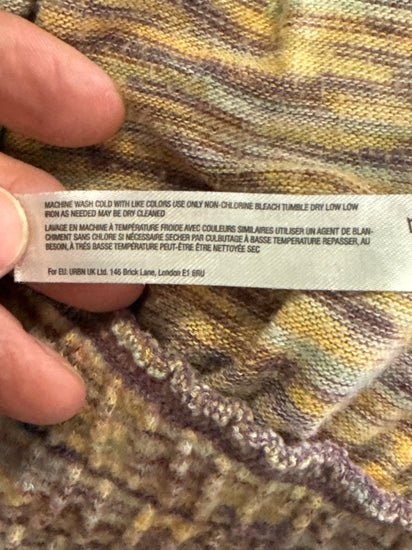 MACHINE WASH COLD WITH LIKE COLORS USE ONLY NON-CHLORINE BLEACH TUMBLE DRY LOW LOW
IRON AS NEEDED MAY BE DRY CLEANED
LAVAGE EN MACHINE À TEMPÉRATURE FROIDE AVEC COULEURS SIMILAIRES UTILISER UN AGENT DE BLAN-
CHIMENT SANS CHLORE SI NÉCESSAIRE SECHER PAR CULBUTAGE À BASSE TEMPERATURE REPASSER, AU
BESOIN, À TRÈS BASSE TEMPERATURE PEUT-ÊTRE ÊTRE NETTOYÉE SEC
For EU: URBN UK Ltd. 146 Brick Lane, London E1 6RU